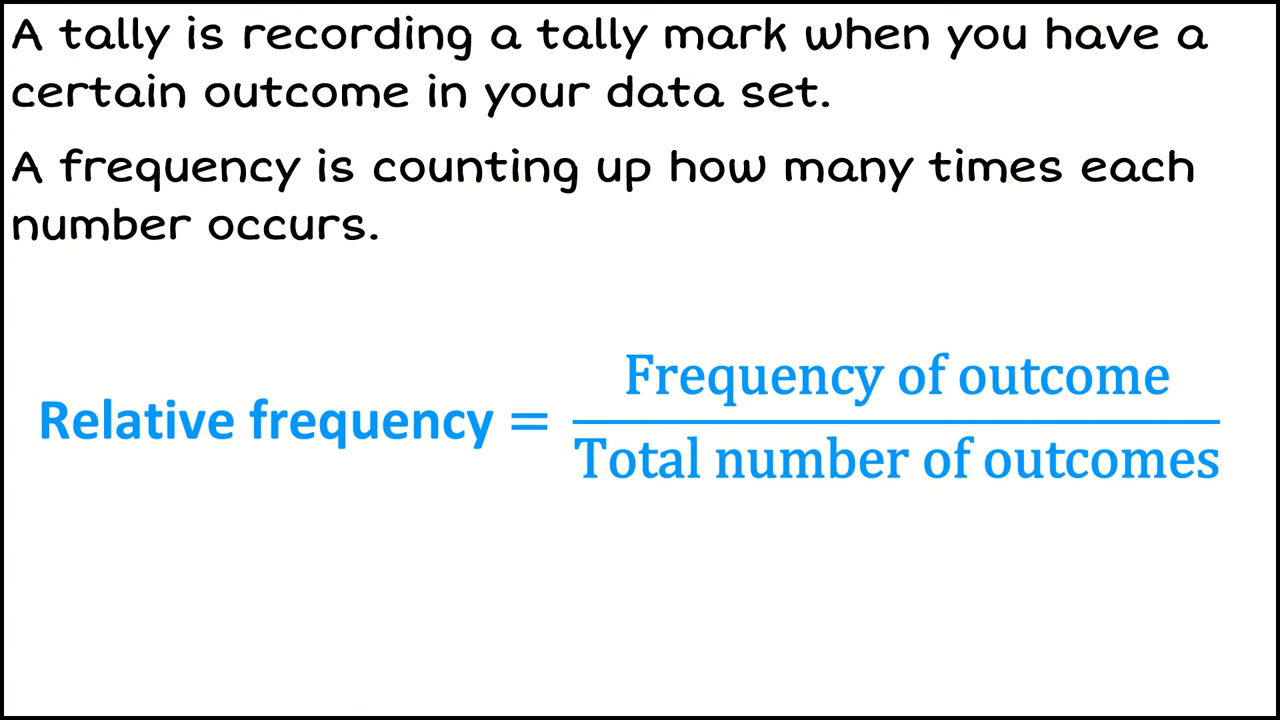 A tally is recording a tally mark when you have a
certain outcome in your data set.
A frequency is counting up how many times each
number occurs.
Relative frequency = Frequency of outcome / Total number of outcomes